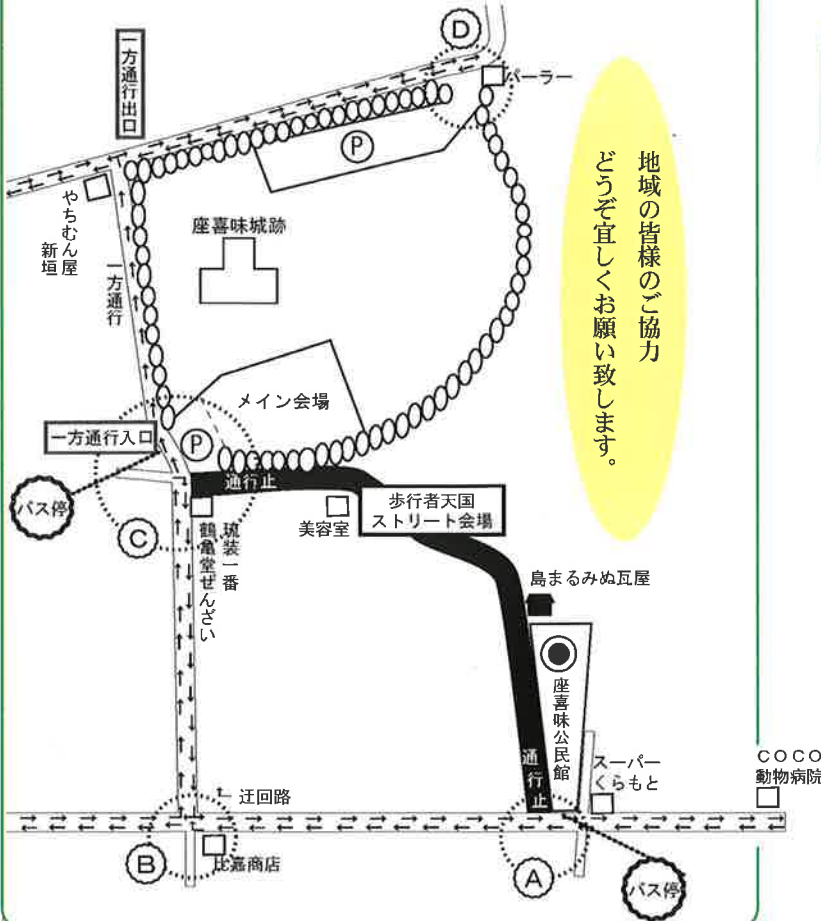 D
一方通行出口
パーラー
P
やちむん屋
新垣
座喜味城跡
一方通行
地域の皆様のご協力
どうぞ宜しくお願い致します。
メイン会場
一方通行入口
P
通行止
バス停
C
琉装一番
鶴亀堂ぜんざい
美容室
歩行者天国
ストリート会場
島まるみぬ瓦屋
座喜味公民館
通行止
スーパー
くらもと
COCO
動物病院
迂回路
B
比嘉商店
A
バス停